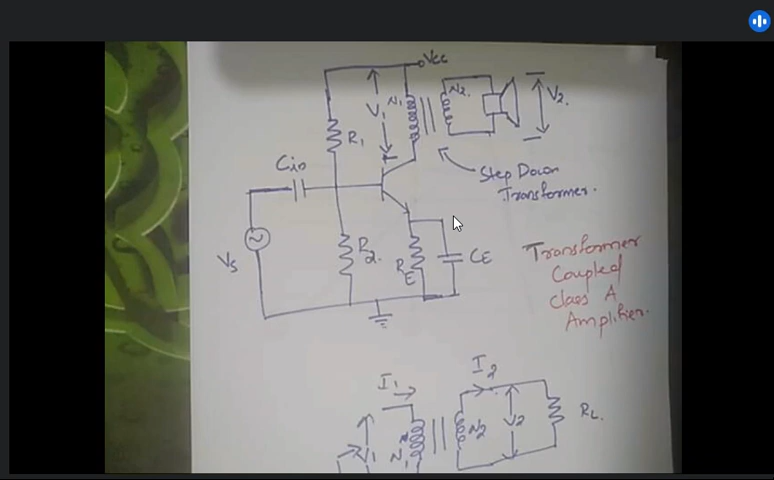 Vcc
N1
N2.
V1
V2.
R1
Cin
Step Down
Transformer.
Vs
R2.
RE
CE
Transformer
Coupled
Class A
Amplifier.
I1
I2
V1
N1
N2
V2
RL.